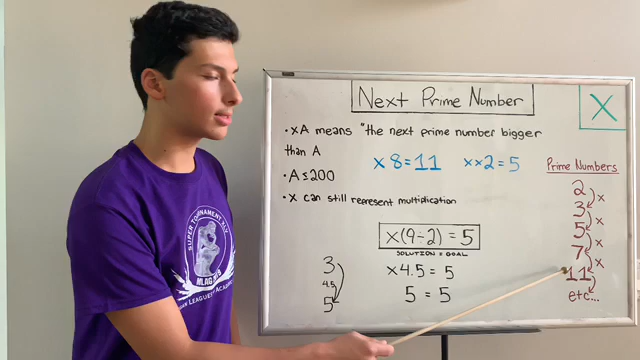 Next Prime Number
X
• xA means "the next prime number bigger
than A
• A≤200
• x can still represent multiplication
x 8 = 11
x x 2 = 5
Prime Numbers
2
x
3
x
5
x
7
x
11
etc...
x(9÷2) = 5
SOLUTION = GOAL
x 4.5 = 5
5 = 5
3
4.5
5
SUPER TOURNAMENT XLV
MLAG